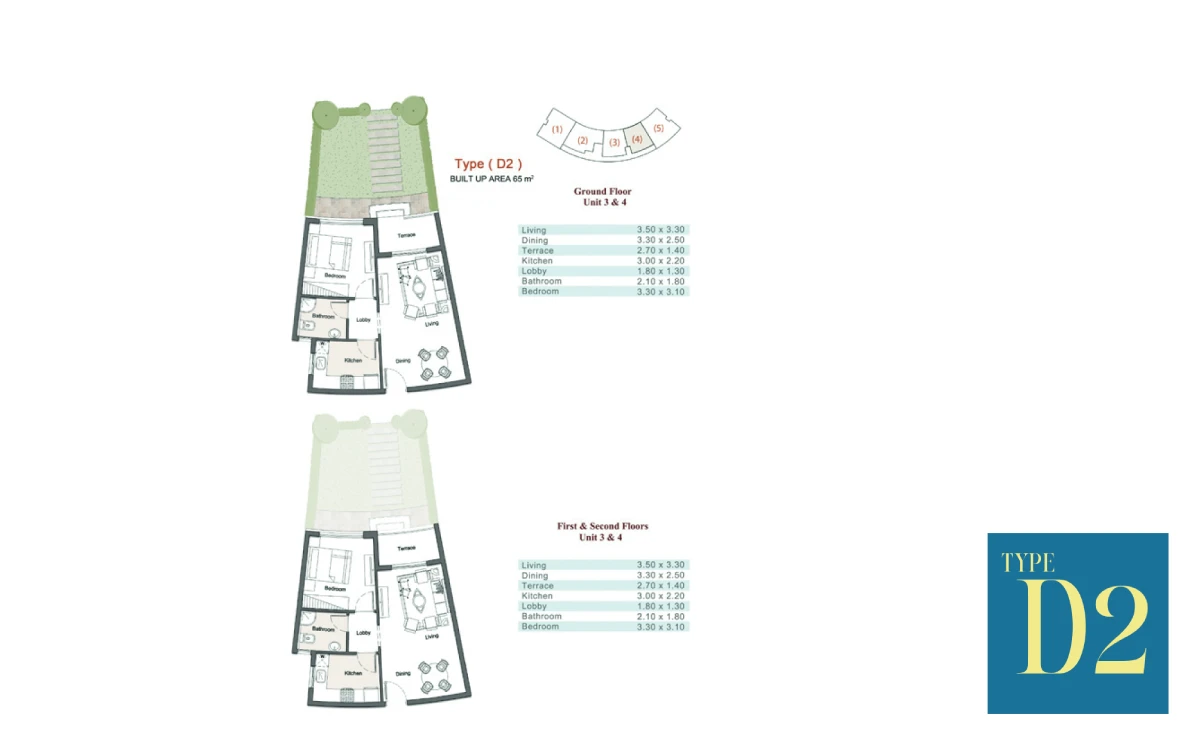 (1)
(2)
(3)
(4)
(5)
Type ( D2 )
BUILT UP AREA 65 m²
Ground Floor
Unit 3 & 4
Living 3.50 x 3.30
Dining 3.30 x 2.50
Terrace 2.70 x 1.40
Kitchen 3.00 x 2.20
Lobby 1.80 x 1.30
Bathroom 2.10 x 1.80
Bedroom 3.30 x 3.10
Terrace
Bedroom
Bathroom
Lobby
Living
Kitchen
Dining
First & Second Floors
Unit 3 & 4
Living 3.50 x 3.30
Dining 3.30 x 2.50
Terrace 2.70 x 1.40
Kitchen 3.00 x 2.20
Lobby 1.80 x 1.30
Bathroom 2.10 x 1.80
Bedroom 3.30 x 3.10
Terrace
Bedroom
Bathroom
Lobby
Living
Kitchen
Dining
TYPE
D2